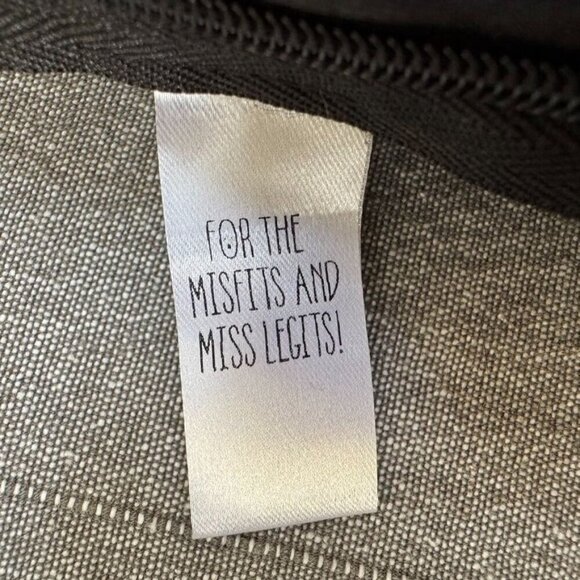 FOR THE
MISFITS AND
MISS LEGITS!